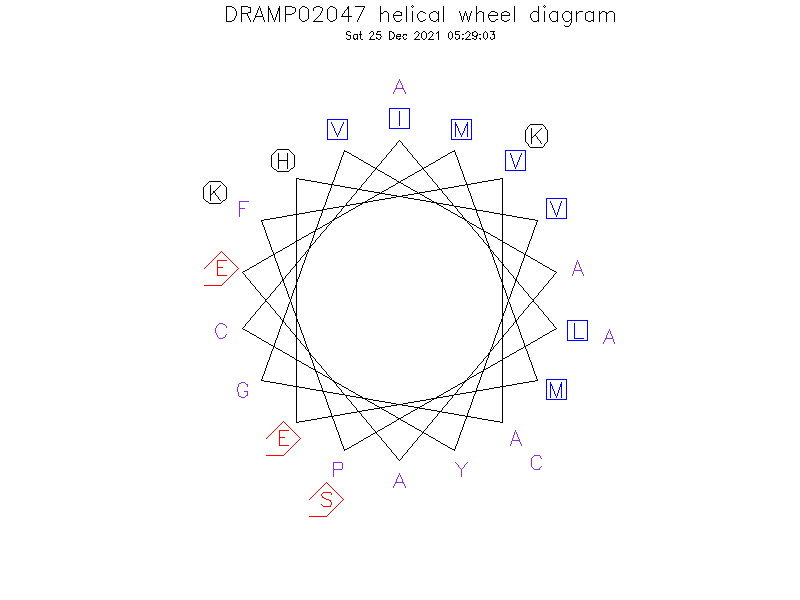 DRAMP02047 helical wheel diagram
Sat 25 Dec 2021 05:29:03
A
I
V M K
H V
K F V
E A
C L A
G M
E A
P A Y C
S